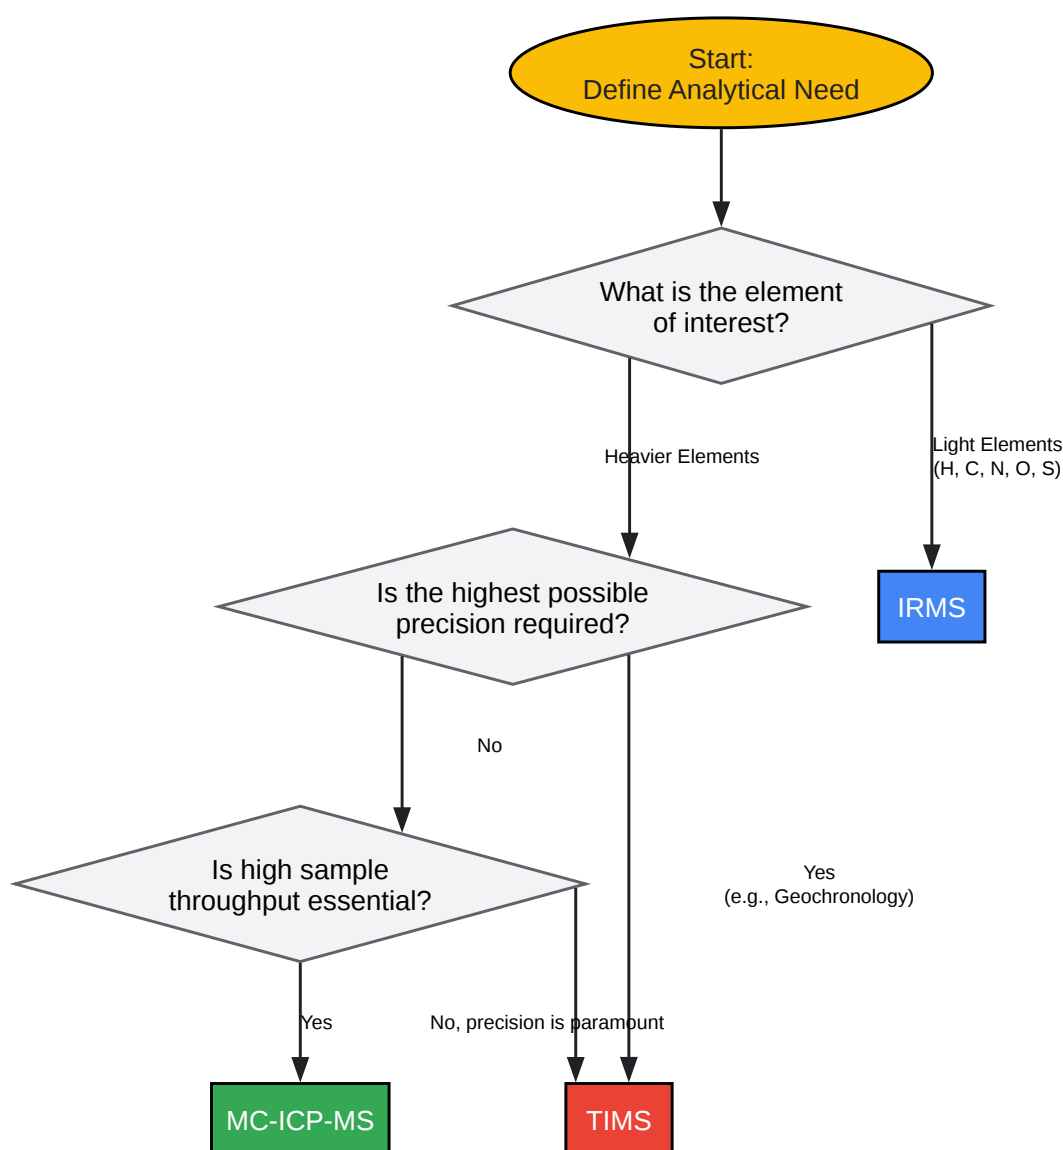 Start:
Define Analytical Need
What is the element
of interest?
Heavier Elements
Light Elements
(H, C, N, O, S)
Is the highest possible
precision required?
IRMS
No
Is high sample
throughput essential?
Yes
(e.g., Geochronology)
Yes
No, precision is paramount
MC-ICP-MS
TIMS